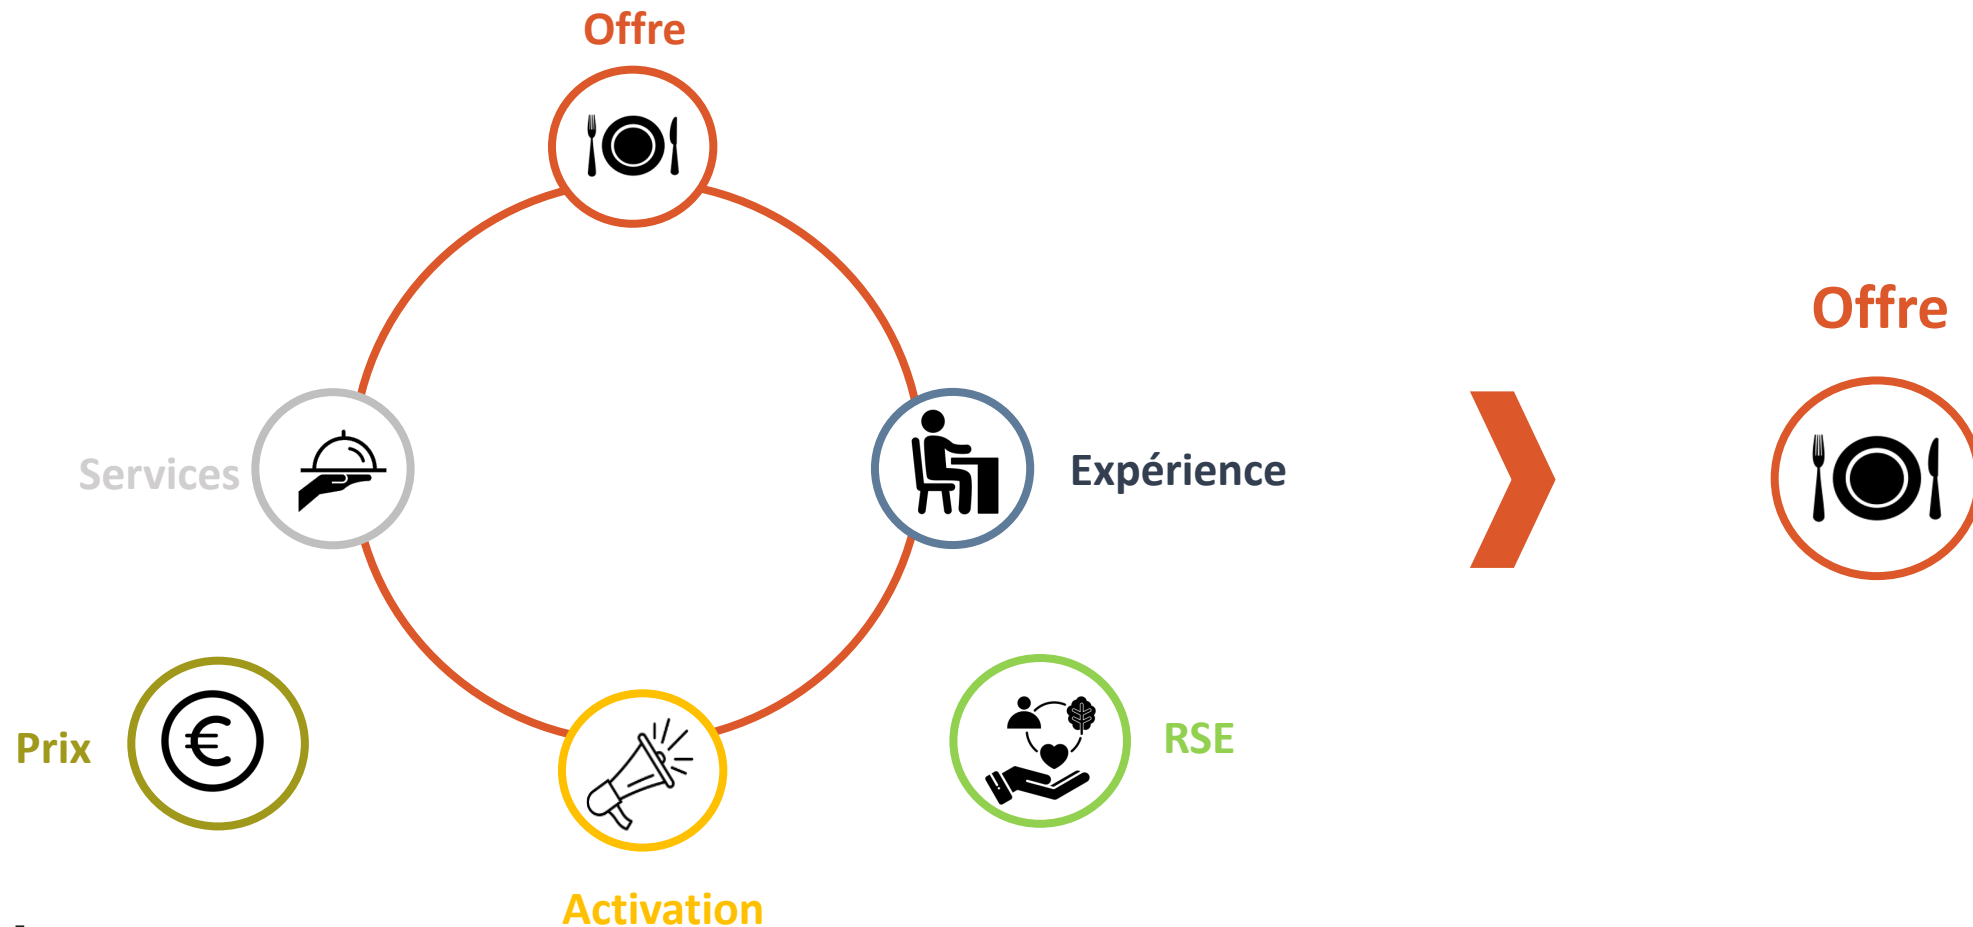 Offre
Offre
Services
Expérience
Prix
€
RSE
Activation
-